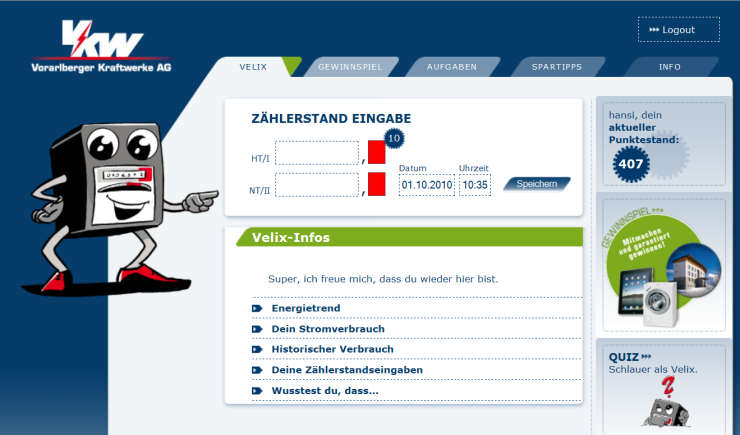 VKW
Vorarlberger Kraftwerke AG
Logout
VELIX
GEWINNSPIEL
AUFGABEN
SPARTIPPS
INFO
ZÄHLERSTAND EINGABE
10
HT/I
,
Datum
Uhrzeit
NT/II
,
01.10.2010
10:35
Speichern
Velix-Infos
Super, ich freue mich, dass du wieder hier bist.
Energietrend
Dein Stromverbrauch
Historischer Verbrauch
Deine Zählerstandseingaben
Wusstest du, dass...
hansi, dein
aktueller
Punktestand:
407
GEWINNSPIEL
Mitmachen
und garantiert
gewinnen!
QUIZ
Schlauer als Velix.
?